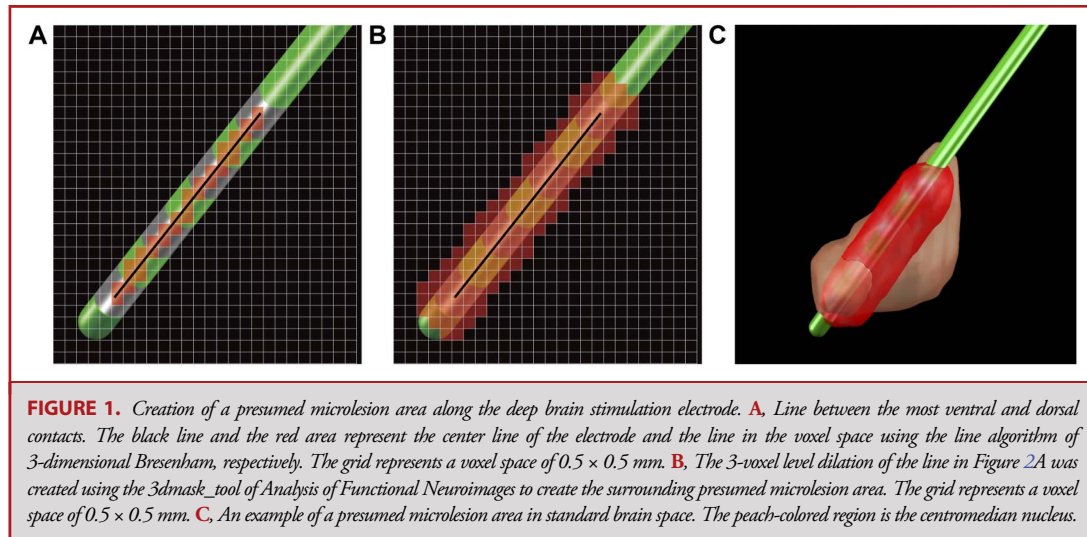 A
B
C
FIGURE 1. Creation of a presumed microlesion area along the deep brain stimulation electrode. A, Line between the most ventral and dorsal
contacts. The black line and the red area represent the center line of the electrode and the line in the voxel space using the line algorithm of
3-dimensional Bresenham, respectively. The grid represents a voxel space of 0.5 × 0.5 mm. B, The 3-voxel level dilation of the line in Figure 2A was
created using the 3dmask_tool of Analysis of Functional Neuroimages to create the surrounding presumed microlesion area. The grid represents a voxel
space of 0.5 × 0.5 mm. C, An example of a presumed microlesion area in standard brain space. The peach-colored region is the centromedian nucleus.